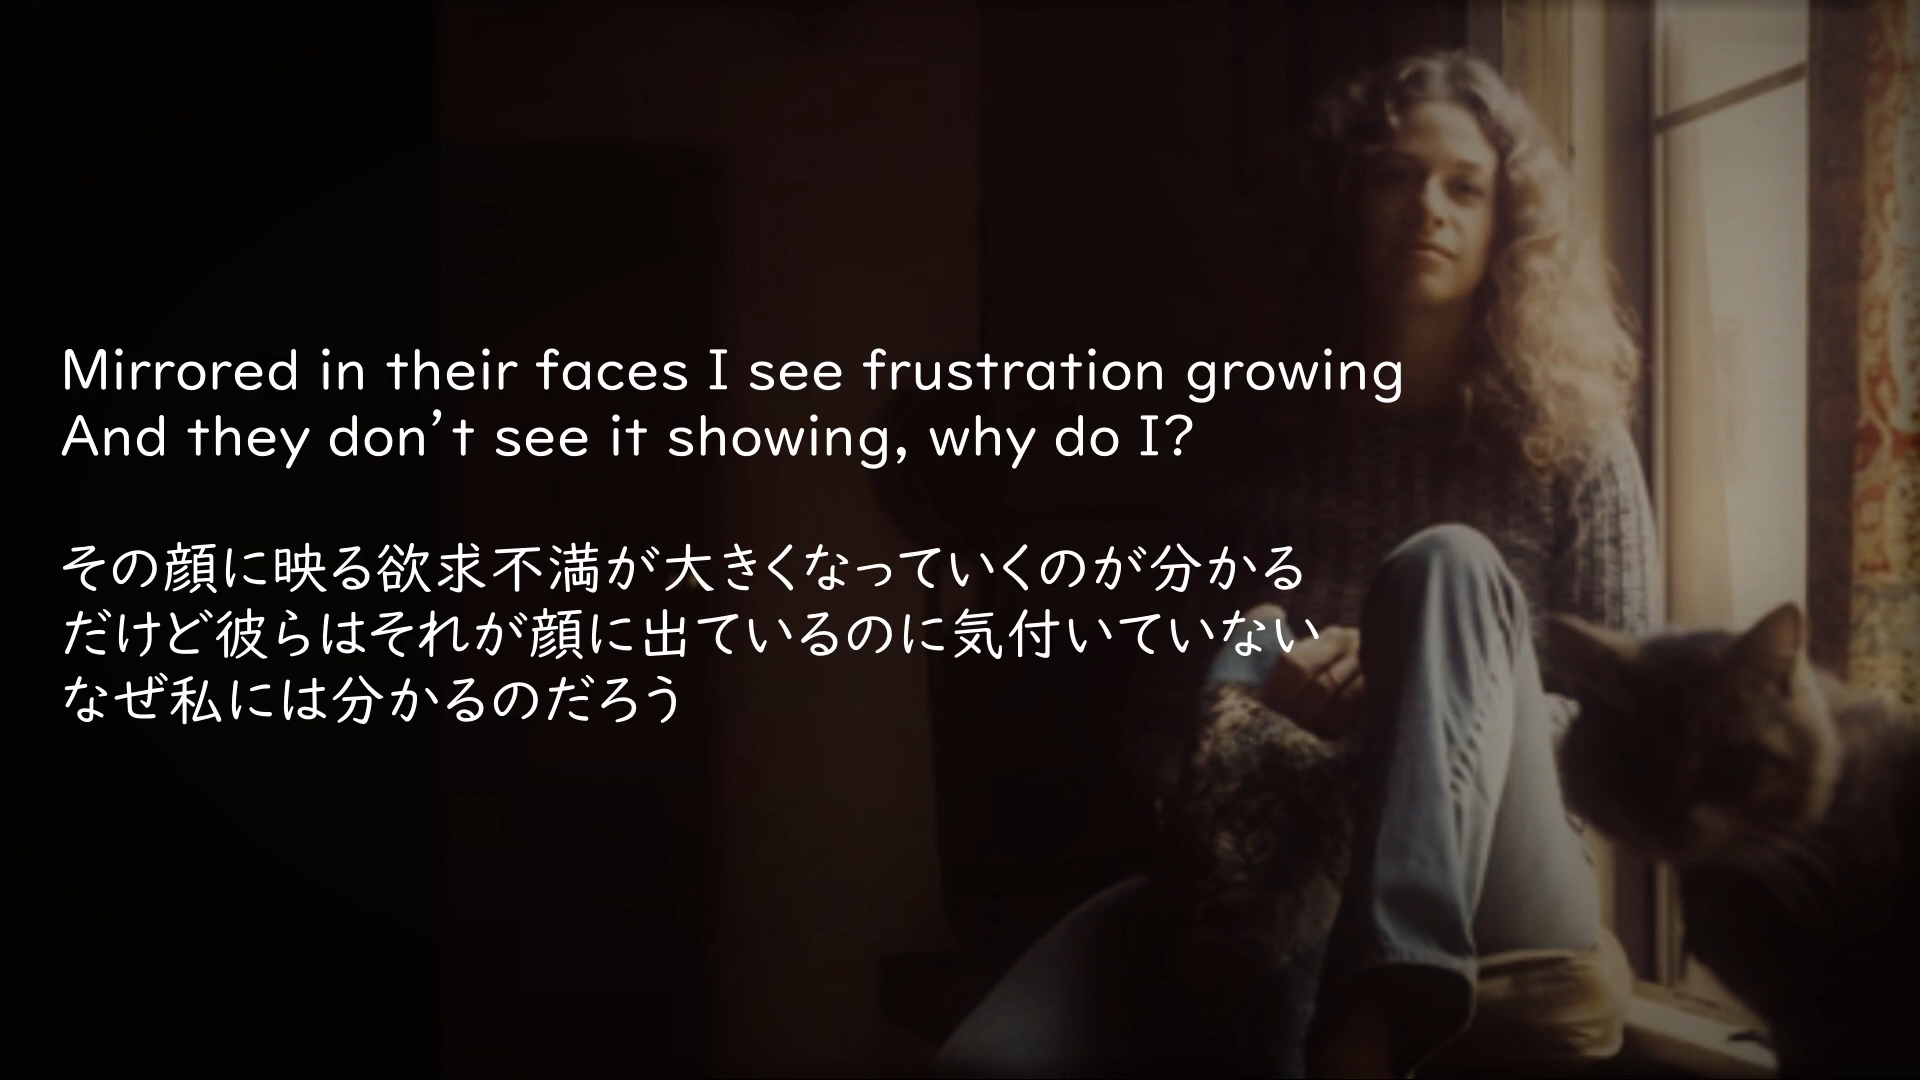 Mirrored in their faces I see frustration growing
And they don’t see it showing, why do I?
その顔に映る欲求不満が大きくなっていくのが分かる
だけど彼らはそれが顔に出ているのに気付いていない
なぜ私には分かるのだろう